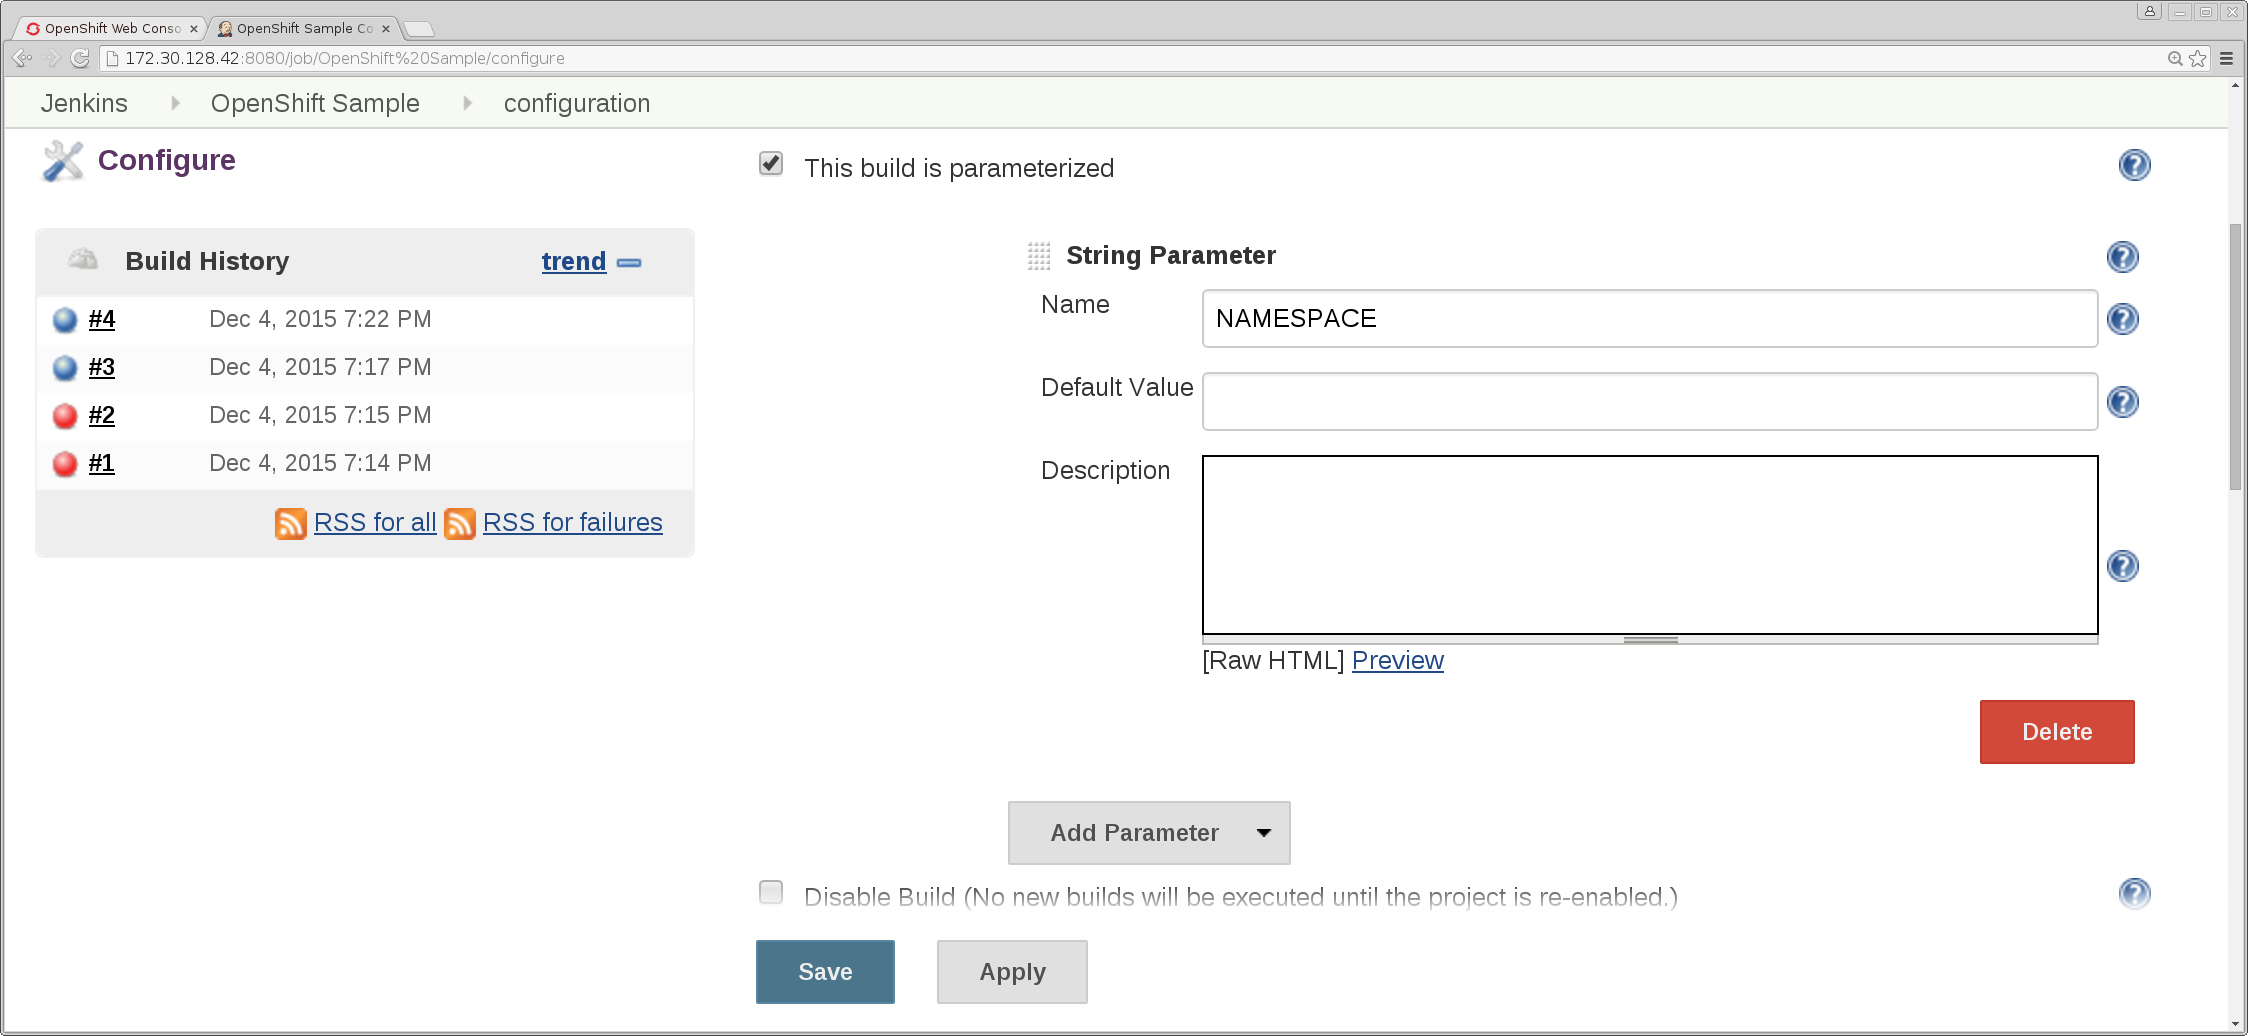 OpenShift Web Conso
OpenShift Sample Co
172.30.128.42:8080/job/OpenShift%20Sample/configure
Jenkins OpenShift Sample configuration
Configure
Build History trend
#4 Dec 4, 2015 7:22 PM
#3 Dec 4, 2015 7:17 PM
#2 Dec 4, 2015 7:15 PM
#1 Dec 4, 2015 7:14 PM
RSS for all RSS for failures
This build is parameterized
String Parameter
Name NAMESPACE
Default Value
Description
[Raw HTML] Preview
Delete
Add Parameter
Disable Build (No new builds will be executed until the project is re-enabled.)
Save Apply